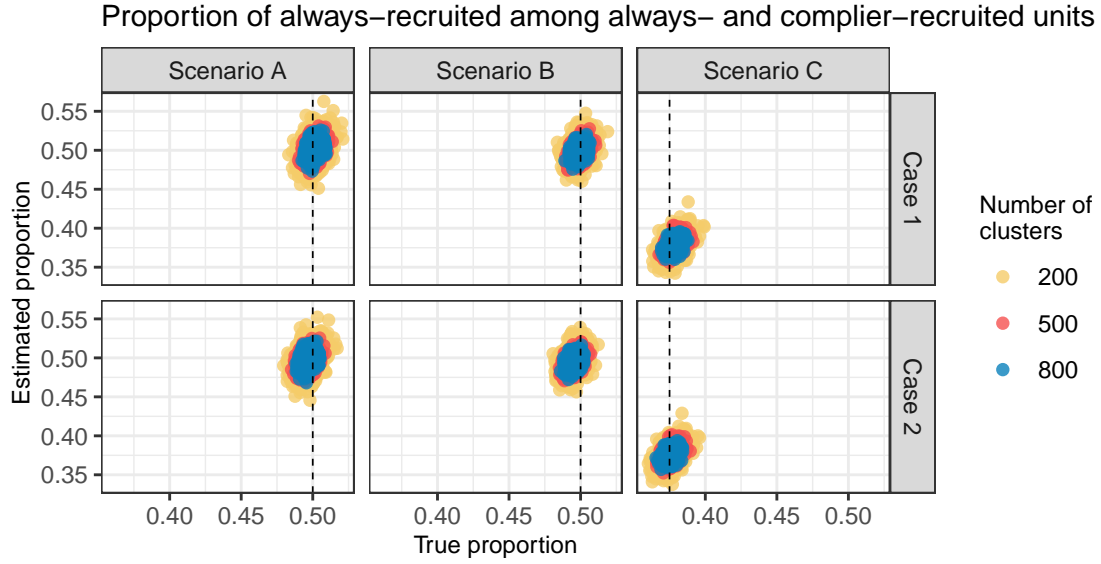 Proportion of always−recruited among always− and complier−recruited units
Scenario A
Scenario B
Scenario C
0.55
0.50
0.45
0.40
0.35
Case 1
0.55
0.50
0.45
0.40
0.35
Case 2
Estimated proportion
0.40 0.45 0.50
0.40 0.45 0.50
0.40 0.45 0.50
True proportion
Number of
clusters
200
500
800